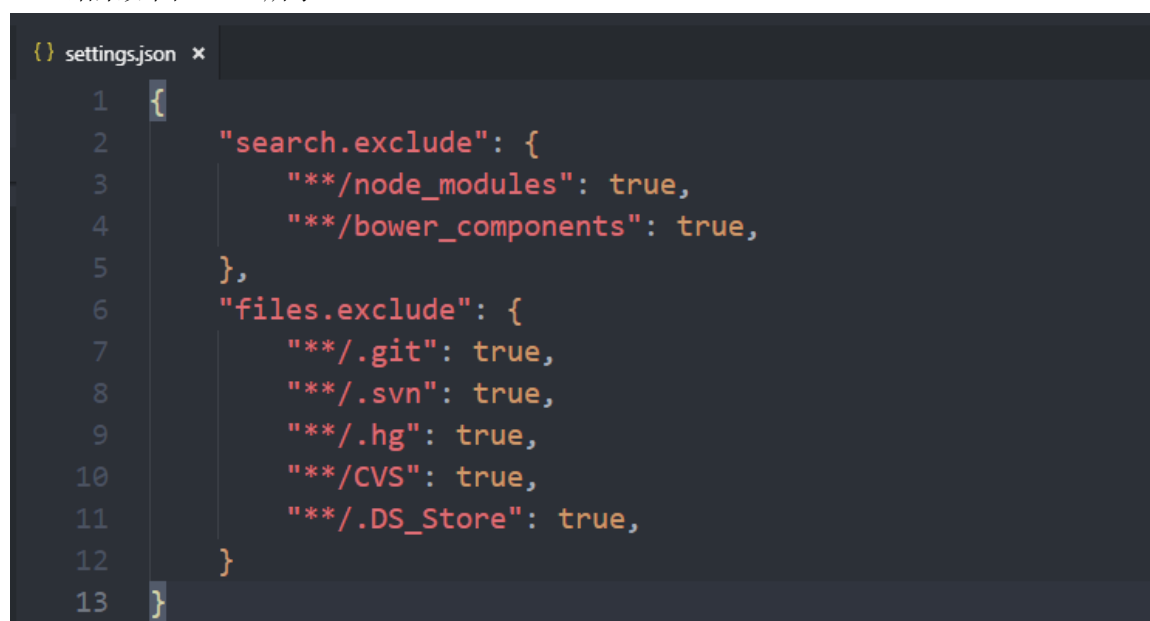 {} settings.json ×
1 {
2 "search.exclude": {
3 "**/node_modules": true,
4 "**/bower_components": true,
5 },
6 "files.exclude": {
7 "**/.git": true,
8 "**/.svn": true,
9 "**/.hg": true,
10 "**/CVS": true,
11 "**/.DS_Store": true,
12 }
13 }